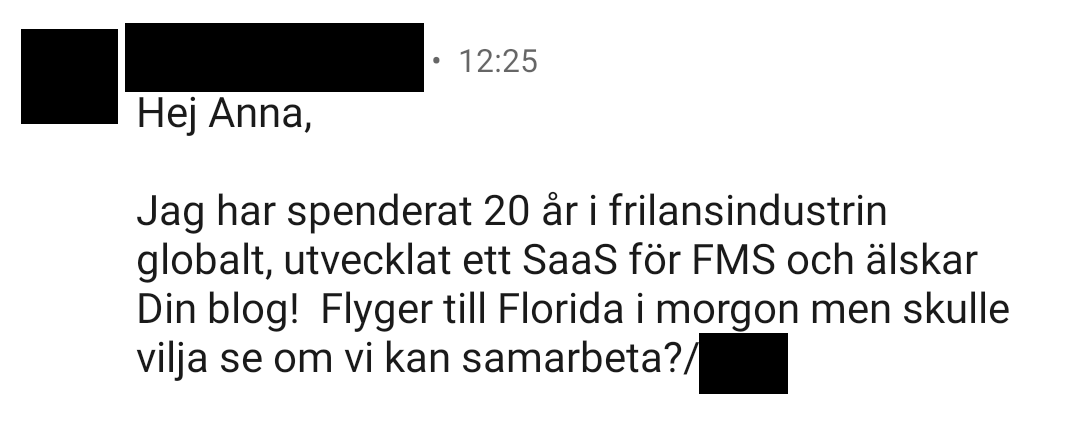 • 12:25
Hej Anna,
Jag har spenderat 20 år i frilansindustrin
globalt, utvecklat ett SaaS för FMS och älskar
Din blog!  Flyger till Florida i morgon men skulle
vilja se om vi kan samarbeta?/